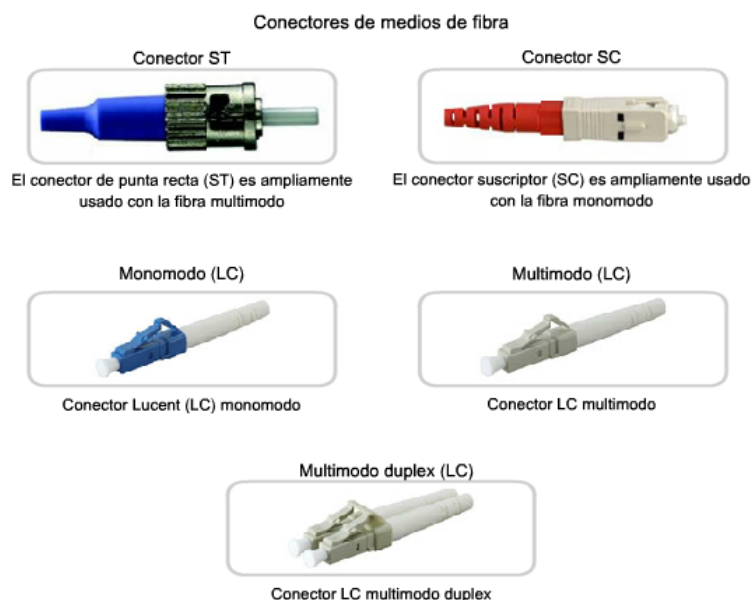 Conectores de medios de fibra
Conector ST
Conector SC
El conector de punta recta (ST) es ampliamente
usado con la fibra multimodo
El conector suscriptor (SC) es ampliamente usado
con la fibra monomodo
Monomodo (LC)
Multimodo (LC)
Conector Lucent (LC) monomodo
Conector LC multimodo
Multimodo duplex (LC)
Conector LC multimodo duplex